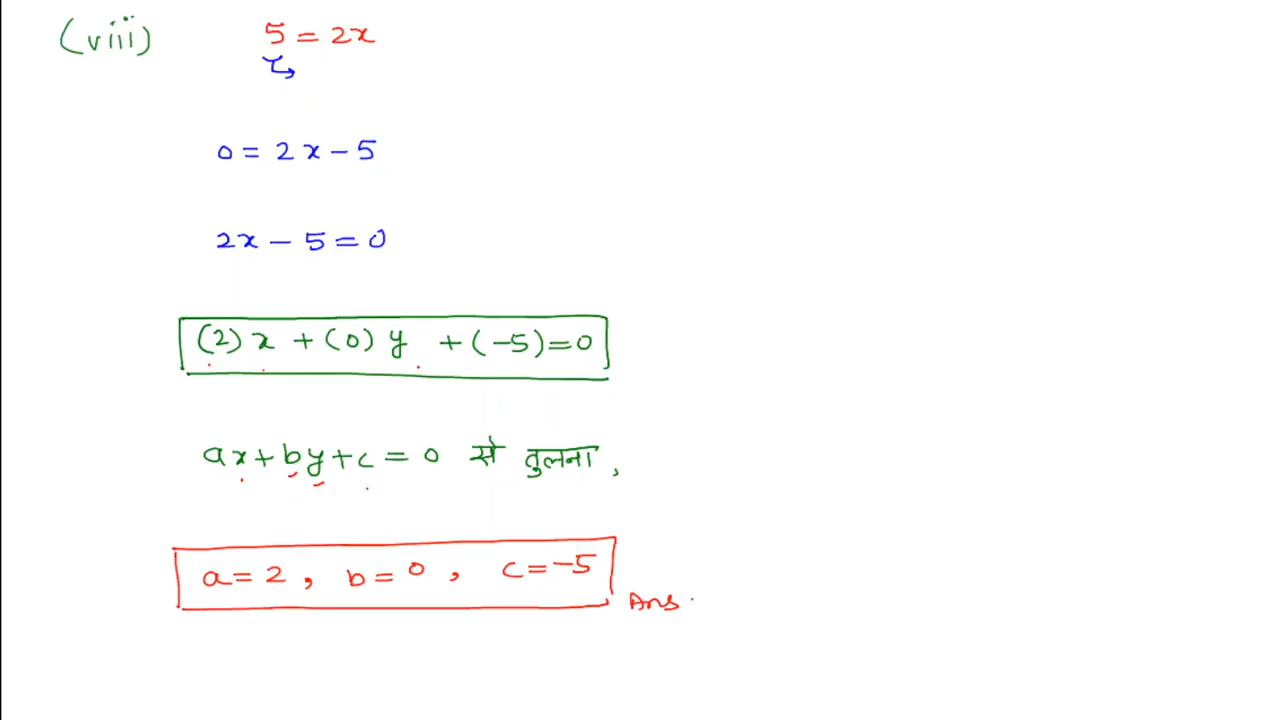 (viii) 5 = 2x
0 = 2x - 5
2x - 5 = 0
(2) x + (0) y + (-5) = 0
ax + by + c = 0 से तुलना,
a = 2, b = 0, c = -5
Ans.